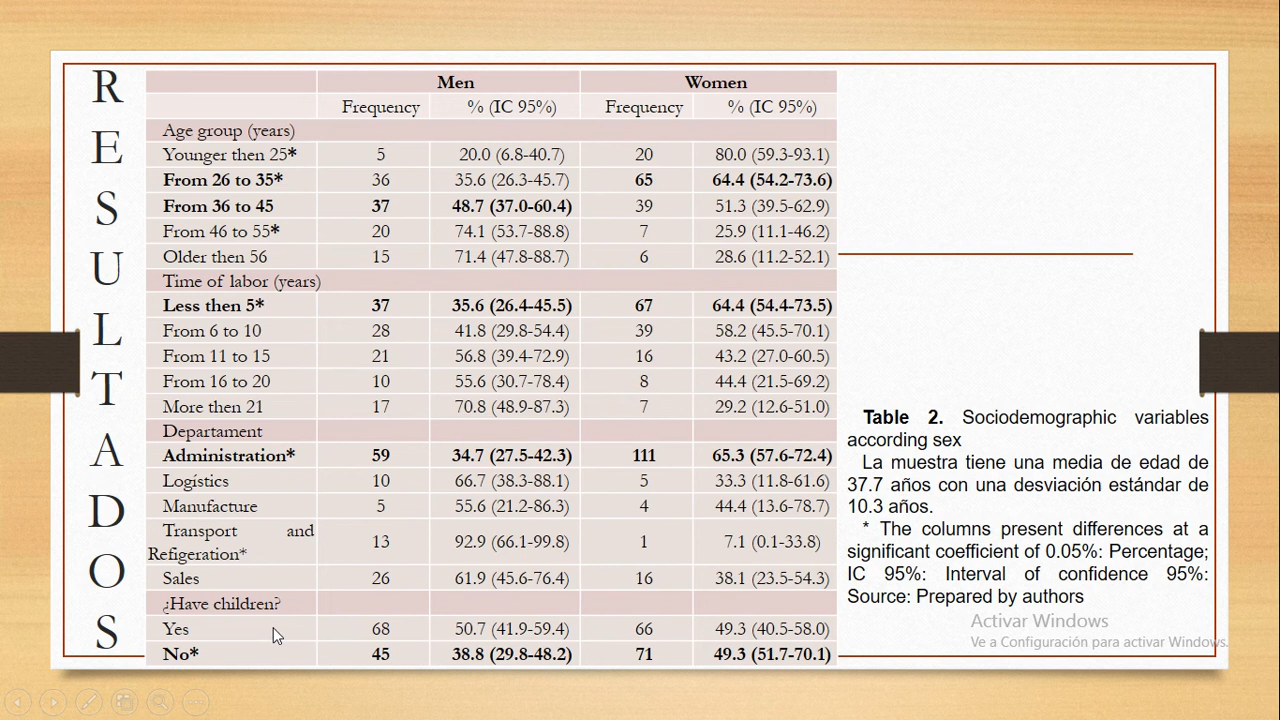 RESULTADOS
Men Women
Frequency % (IC 95%) Frequency % (IC 95%)
Age group (years)
Younger then 25* 5 20.0 (6.8-40.7) 20 80.0 (59.3-93.1)
From 26 to 35* 36 35.6 (26.3-45.7) 65 64.4 (54.2-73.6)
From 36 to 45 37 48.7 (37.0-60.4) 39 51.3 (39.5-62.9)
From 46 to 55* 20 74.1 (53.7-88.8) 7 25.9 (11.1-46.2)
Older then 56 15 71.4 (47.8-88.7) 6 28.6 (11.2-52.1)
Time of labor (years)
Less then 5* 37 35.6 (26.4-45.5) 67 64.4 (54.4-73.5)
From 6 to 10 28 41.8 (29.8-54.4) 39 58.2 (45.5-70.1)
From 11 to 15 21 56.8 (39.4-72.9) 16 43.2 (27.0-60.5)
From 16 to 20 10 55.6 (30.7-78.4) 8 44.4 (21.5-69.2)
More then 21 17 70.8 (48.9-87.3) 7 29.2 (12.6-51.0)
Departament
Administration* 59 34.7 (27.5-42.3) 111 65.3 (57.6-72.4)
Logístics 10 66.7 (38.3-88.1) 5 33.3 (11.8-61.6)
Manufacture 5 55.6 (21.2-86.3) 4 44.4 (13.6-78.7)
Transport and
Refigeration* 13 92.9 (66.1-99.8) 1 7.1 (0.1-33.8)
Sales 26 61.9 (45.6-76.4) 16 38.1 (23.5-54.3)
¿Have children?
Yes 68 50.7 (41.9-59.4) 66 49.3 (40.5-58.0)
No* 45 38.8 (29.8-48.2) 71 49.3 (51.7-70.1)
Table 2. Sociodemographic variables
according sex
La muestra tiene una media de edad de
37.7 años con una desviación estándar de
10.3 años.
* The columns present differences at a
significant coefficient of 0.05%: Percentage;
IC 95%: Interval of confidence 95%:
Source: Prepared by authors
Activar Windows
Ve a Configuración para activar Windows.